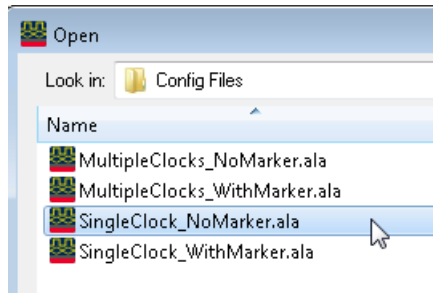 Open
Look in: Config Files
Name
MultipleClocks_NoMarker.ala
MultipleClocks_WithMarker.ala
SingleClock_NoMarker.ala
SingleClock_WithMarker.ala